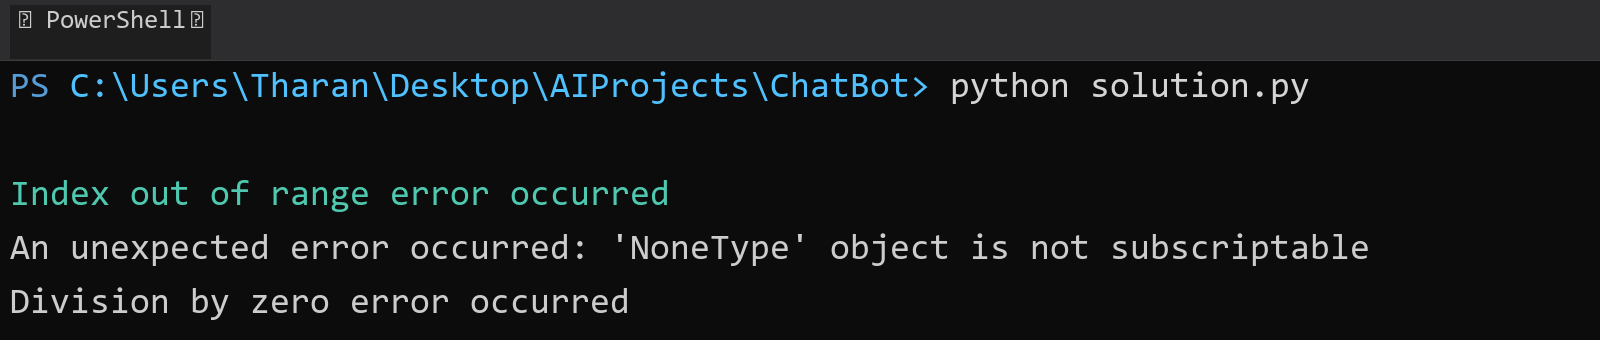 PowerShell
PS C:\Users\Tharan\Desktop\AIProjects\ChatBot> python solution.py
Index out of range error occurred
An unexpected error occurred: 'NoneType' object is not subscriptable
Division by zero error occurred